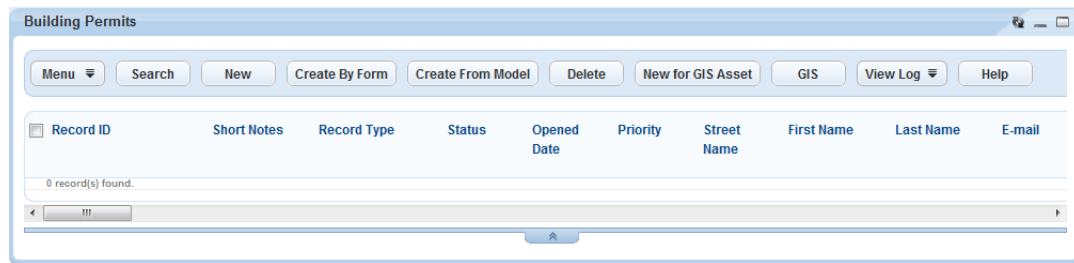 Building Permits
Menu Search New Create By Form Create From Model Delete New for GIS Asset GIS View Log Help
Record ID Short Notes Record Type Status Opened Date Priority Street Name First Name Last Name E-mail
0 record(s) found.